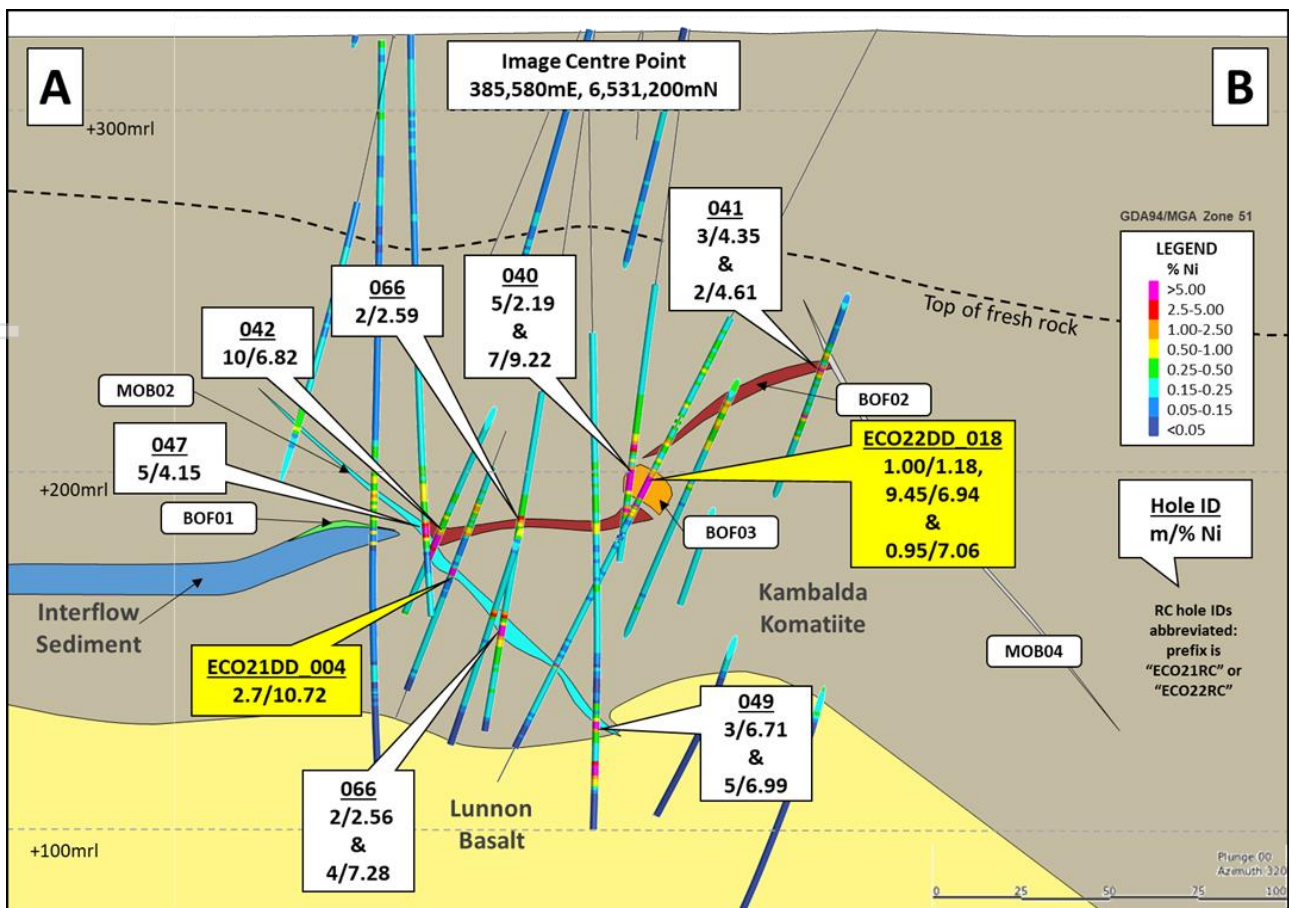 A
Image Centre Point
385,580mE, 6,531,200mN
B
+300mrl
041
3/4.35
&
2/4.61
GDA94/MGA Zone 51
LEGEND
% Ni
>5.00
2.5-5.00
1.00-2.50
0.50-1.00
0.25-0.50
0.15-0.25
0.05-0.15
<0.05
066
2/2.59
040
5/2.19
&
7/9.22
Top of fresh rock
042
10/6.82
MOB02
BOF02
047
5/4.15
ECO22DD_018
1.00/1.18,
9.45/6.94
&
0.95/7.06
+200mrl
BOF01
BOF03
Hole ID
m/% Ni
Interflow
Sediment
Kambalda
Komatiite
RC hole IDs
abbreviated:
prefix is
“ECO21RC” or
“ECO22RC”
MOB04
ECO21DD_004
2.7/10.72
049
3/6.71
&
5/6.99
066
2/2.56
&
4/7.28
Lunnon
Basalt
+100mrl
Plunge 00
Azimuth 320
0 25 50 75 100